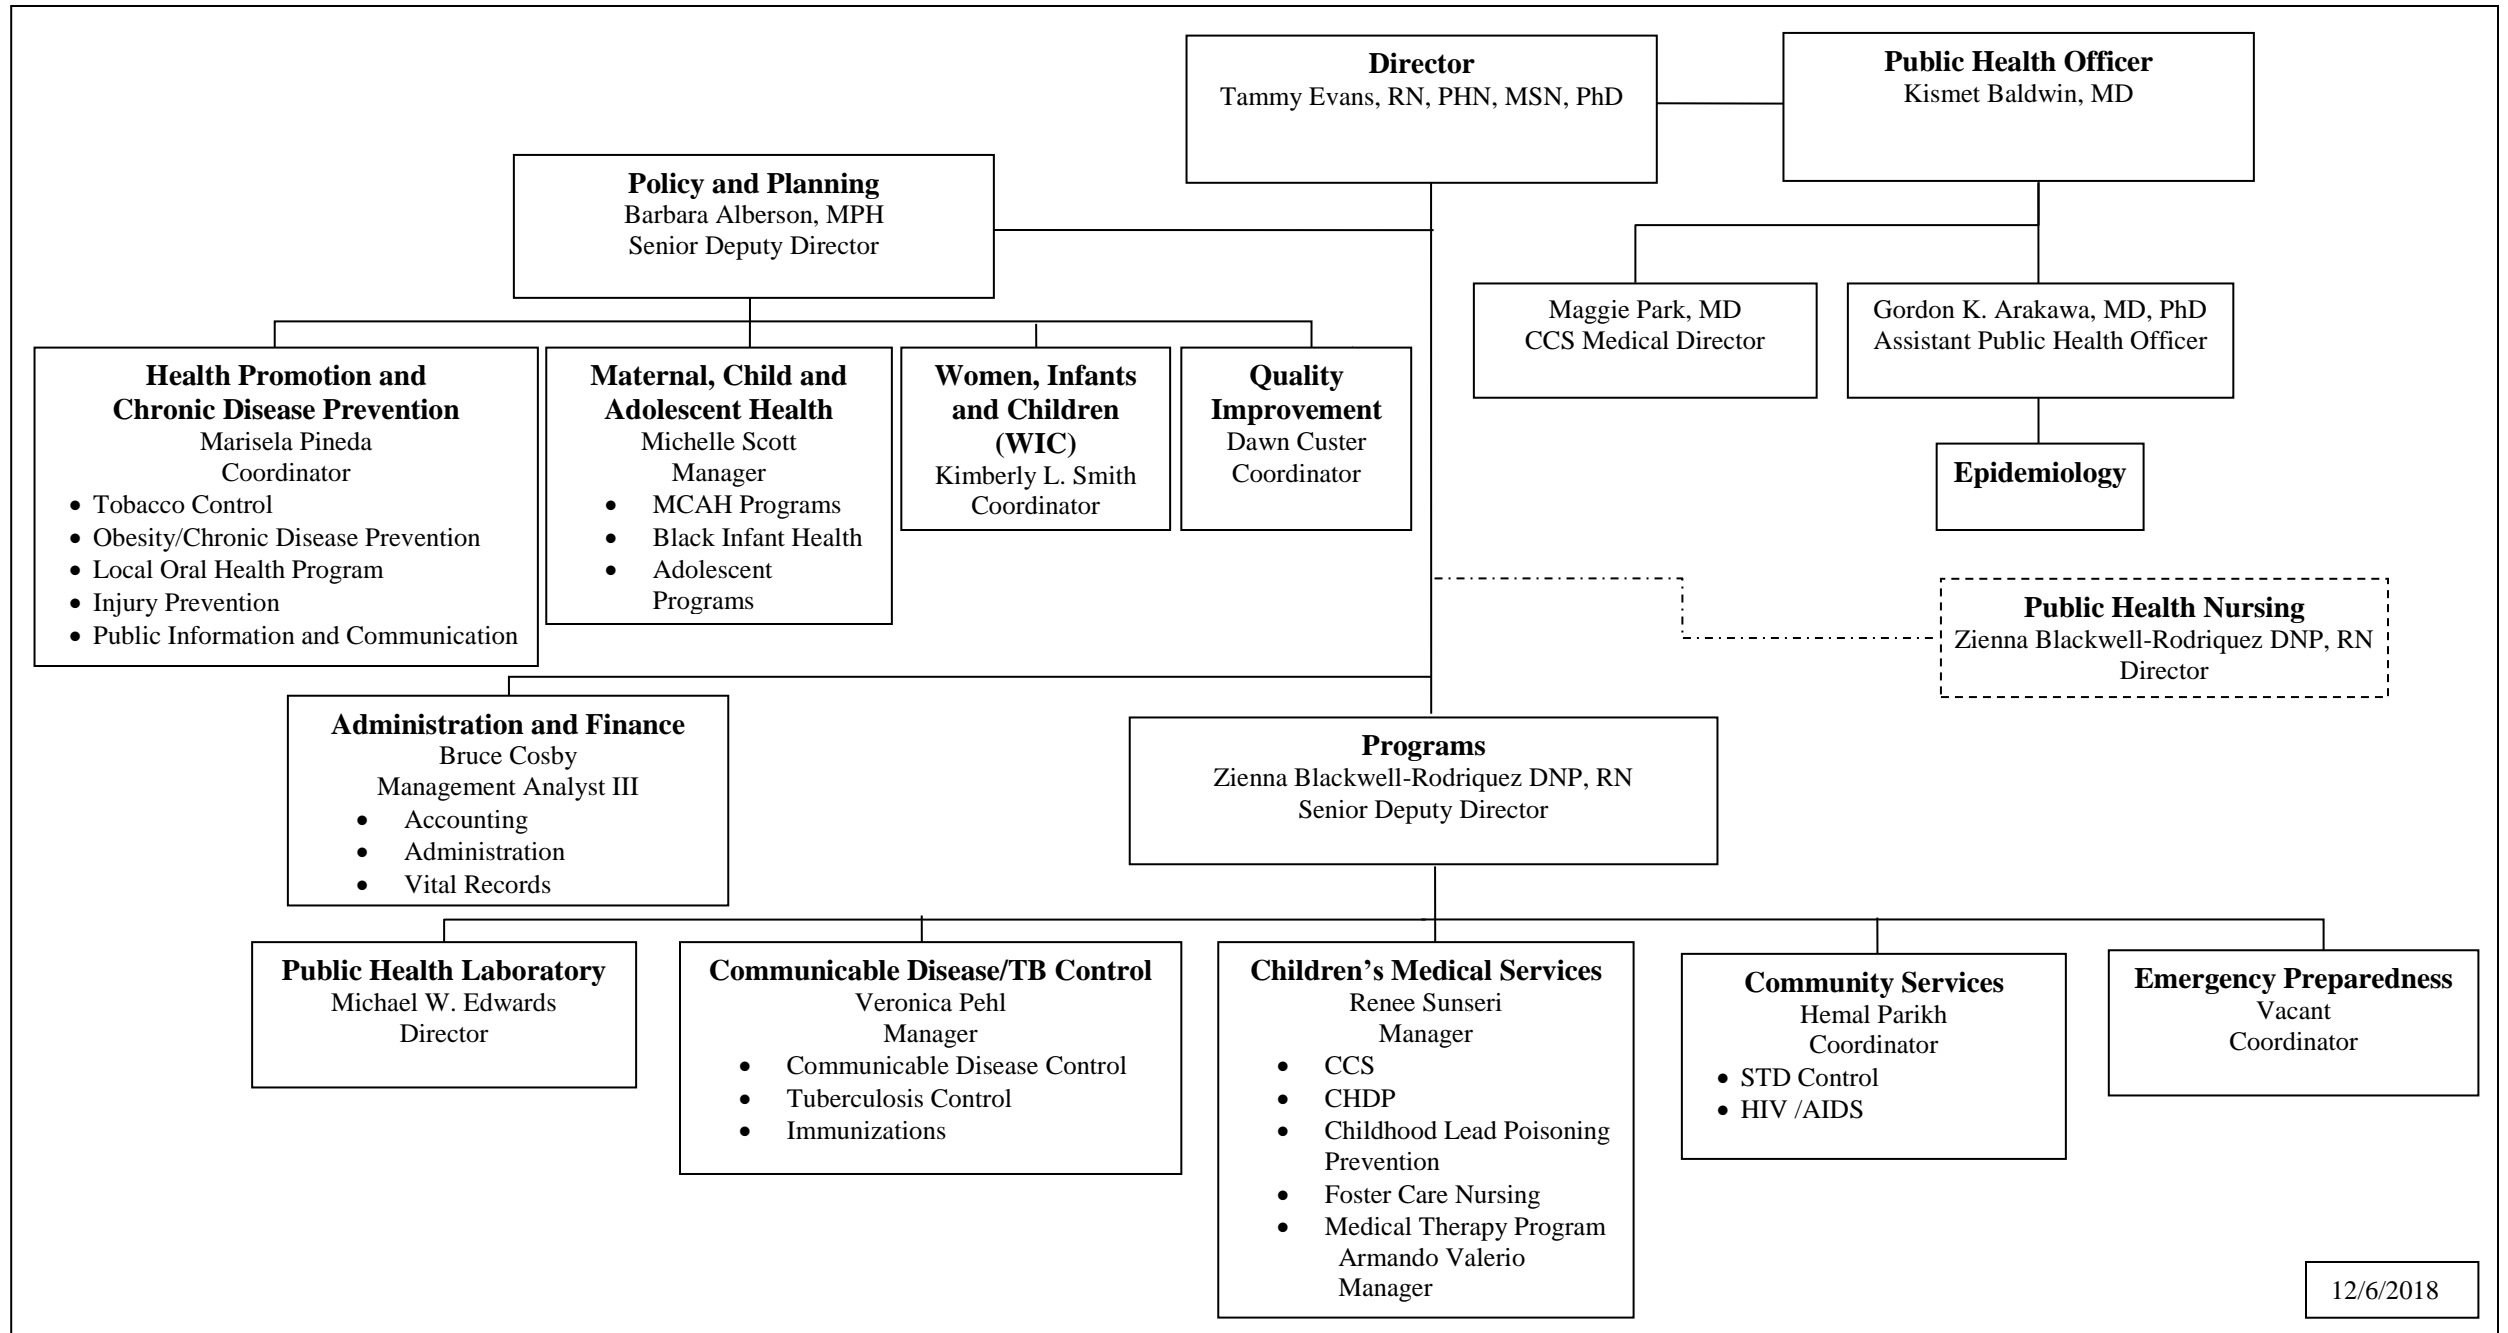 Director
Tammy Evans, RN, PHN, MSN, PhD
Public Health Officer
Kismet Baldwin, MD
Policy and Planning
Barbara Alberson, MPH
Senior Deputy Director
Maggie Park, MD
CCS Medical Director
Gordon K. Arakawa, MD, PhD
Assistant Public Health Officer
Health Promotion and
Chronic Disease Prevention
Marisela Pineda
Coordinator
• Tobacco Control
• Obesity/Chronic Disease Prevention
• Local Oral Health Program
• Injury Prevention
• Public Information and Communication
Maternal, Child and
Adolescent Health
Michelle Scott
Manager
• MCAH Programs
• Black Infant Health
• Adolescent
Programs
Women, Infants
and Children
(WIC)
Kimberly L. Smith
Coordinator
Quality
Improvement
Dawn Custer
Coordinator
Epidemiology
Public Health Nursing
Zienna Blackwell-Rodriquez DNP, RN
Director
Administration and Finance
Bruce Cosby
Management Analyst III
• Accounting
• Administration
• Vital Records
Programs
Zienna Blackwell-Rodriquez DNP, RN
Senior Deputy Director
Public Health Laboratory
Michael W. Edwards
Director
Communicable Disease/TB Control
Veronica Pehl
Manager
• Communicable Disease Control
• Tuberculosis Control
• Immunizations
Children’s Medical Services
Renee Sunseri
Manager
• CCS
• CHDP
• Childhood Lead Poisoning
Prevention
• Foster Care Nursing
• Medical Therapy Program
Armando Valerio
Manager
Community Services
Hemal Parikh
Coordinator
• STD Control
• HIV /AIDS
Emergency Preparedness
Vacant
Coordinator
12/6/2018